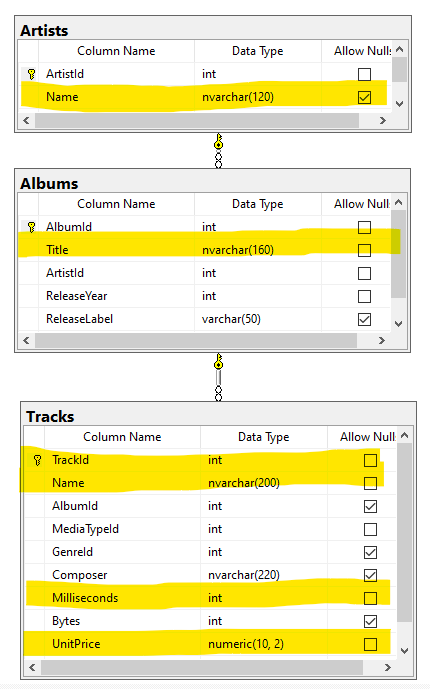 Artists
Column Name Data Type Allow Nulls
ArtistId int
Name nvarchar(120)
Albums
Column Name Data Type Allow Null
AlbumId int
Title nvarchar(160)
ArtistId int
ReleaseYear int
ReleaseLabel varchar(50)
Tracks
Column Name Data Type Allow Null
TrackId int
Name nvarchar(200)
AlbumId int
MediaTypeId int
GenreId int
Composer nvarchar(220)
Milliseconds int
Bytes int
UnitPrice numeric(10, 2)